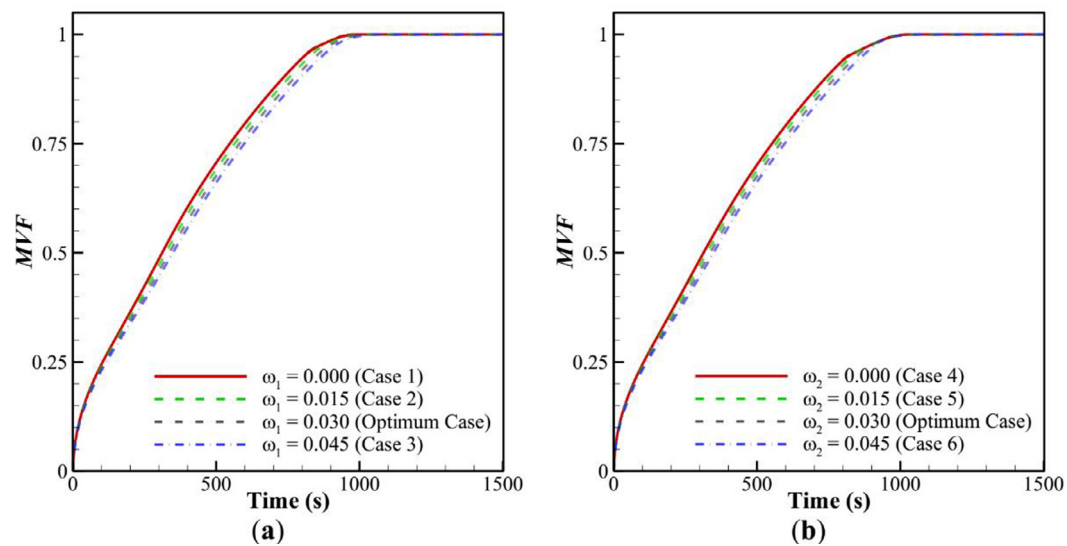 1
0.75
0.5
0.25
0
MVF
0 500 1000 1500
Time (s)
ω₁ = 0.000 (Case 1)
ω₁ = 0.015 (Case 2)
ω₁ = 0.030 (Optimum Case)
ω₁ = 0.045 (Case 3)
(a)
1
0.75
0.5
0.25
0
MVF
0 500 1000 1500
Time (s)
ω₂ = 0.000 (Case 4)
ω₂ = 0.015 (Case 5)
ω₂ = 0.030 (Optimum Case)
ω₂ = 0.045 (Case 6)
(b)